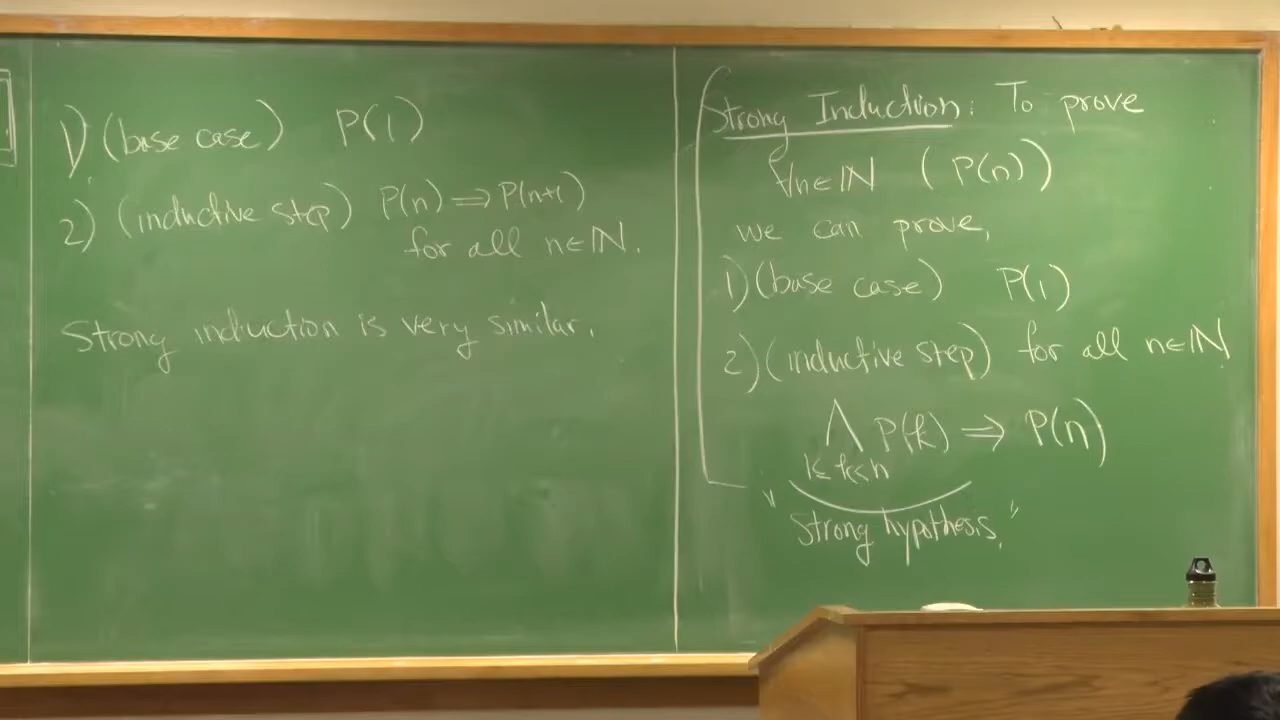 1) (base case) P(1)
2) (inductive step) P(n) ⇒ P(n+1)
for all n∈ℕ.
Strong induction is very similar.
Strong Induction: To prove
∀n∈ℕ (P(n))
we can prove,
1) (base case) P(1)
2) (inductive step) for all n∈ℕ
⋀ P(k) ⇒ P(n)
1≤k<n
"Strong hypothesis."